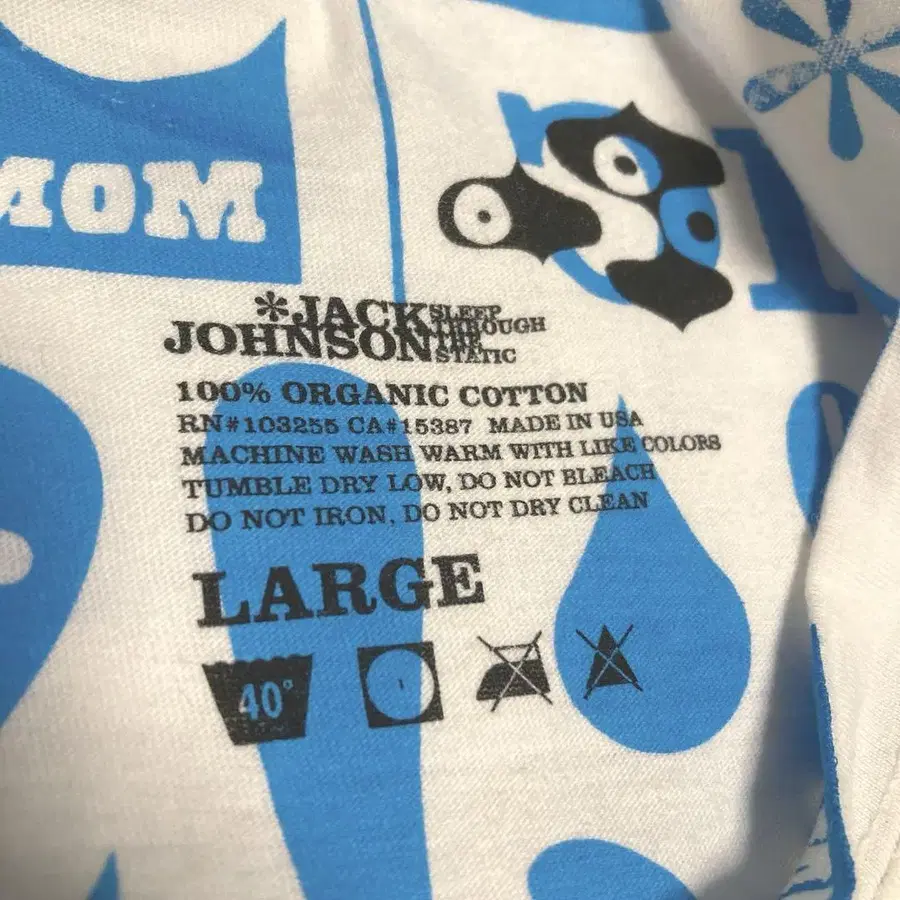 MOM
*JACK
JOHNSON
SLEEP
THROUGH
THE
STATIC
100% ORGANIC COTTON
RN#103255 CA#15387 MADE IN USA
MACHINE WASH WARM WITH LIKE COLORS
TUMBLE DRY LOW, DO NOT BLEACH
DO NOT IRON, DO NOT DRY CLEAN
LARGE
40°